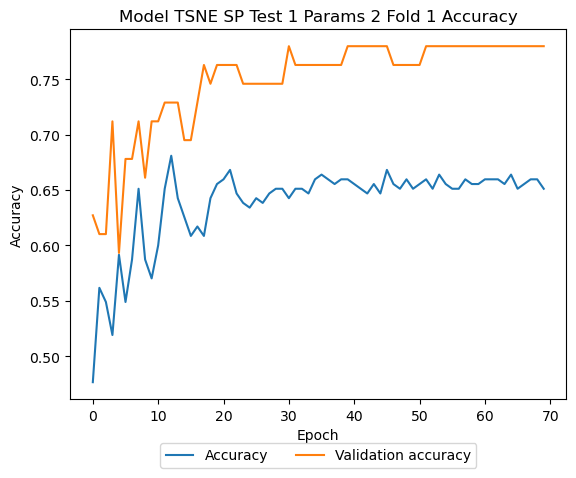 Model TSNE SP Test 1 Params 2 Fold 1 Accuracy
0.75
0.70
0.65
0.60
0.55
0.50
Accuracy
0 10 20 30 40 50 60 70
Epoch
Accuracy Validation accuracy